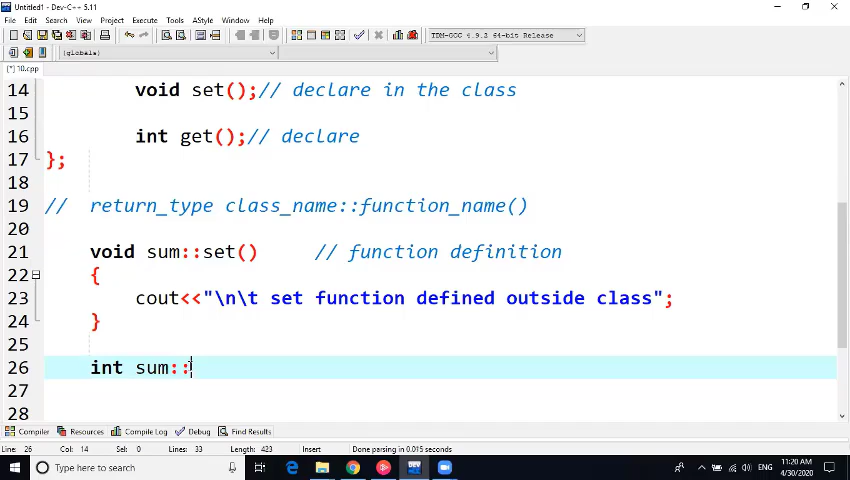 Untitled1 - Dev-C++ 5.11
File Edit Search View Project Execute Tools AStyle Window Help
TDM-GCC 4.9.2 64-bit Release
(globals)
[*] 10.cpp
14 void set();// declare in the class
15
16 int get();// declare
17 };
18
19 // return_type class_name::function_name()
20
21 void sum::set() // function definition
22 {
23 cout<<"\n\t set function defined outside class";
24 }
25
26 int sum::
27
28
Compiler Resources Compile Log Debug Find Results
Line: 26 Col: 14 Sel: 0 Lines: 33 Length: 423 Insert Done parsing in 0.015 seconds
Type here to search
DEV
ENG
11:20 AM
4/30/2020